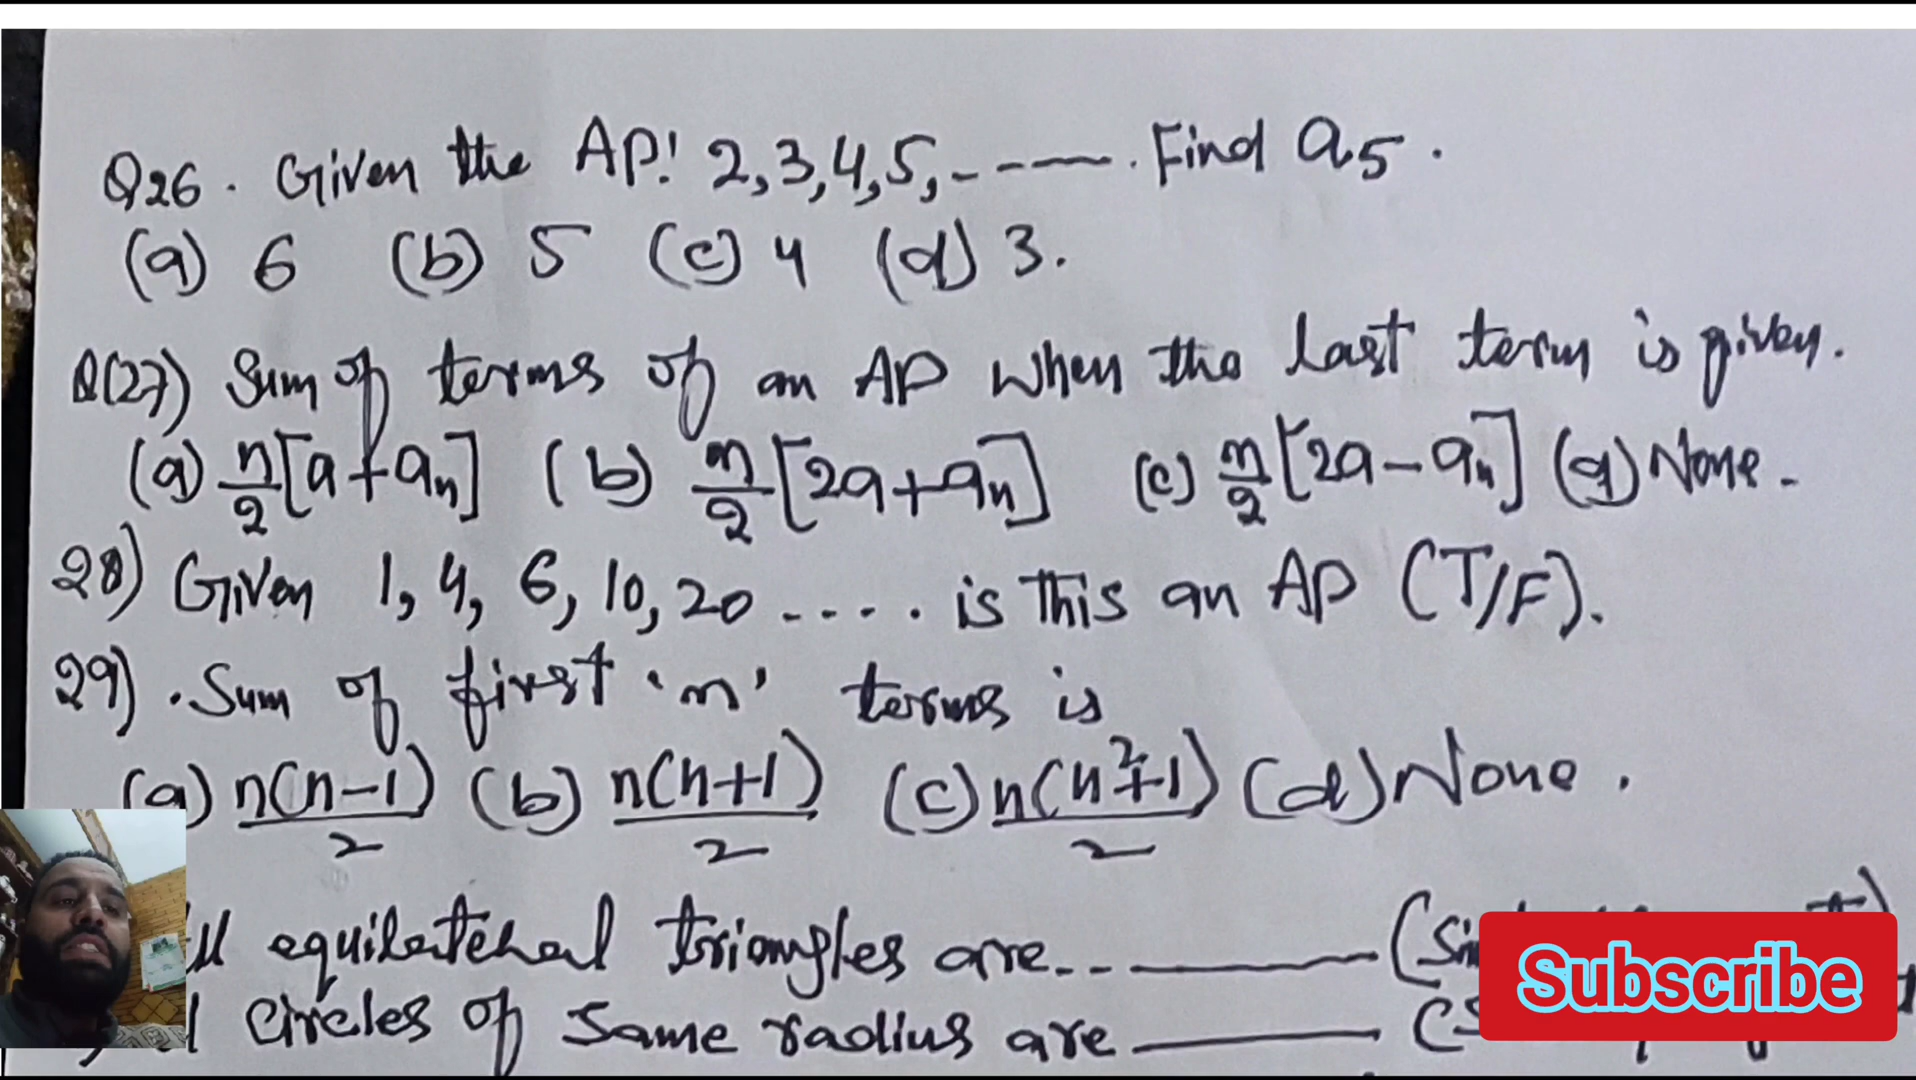 Q26. Given the AP! 2,3,4,5,----. Find a5.
(a) 6 (b) 5 (c) 4 (d) 3.
Q(27) Sum of terms of an AP when the last term is given.
(a) n/2[a+an] (b) n/2[2a+an] (c) n/2[2a-an] (d) None.
28) Given 1, 4, 6, 10, 20 .... is this an AP (T/F).
29). Sum of first 'n' terms is
(a) n(n-1)/2 (b) n(n+1)/2 (c) n(n²+1)/2 (d) None.
equilateral triangles are..______
circles of same radius are ______
Subscribe